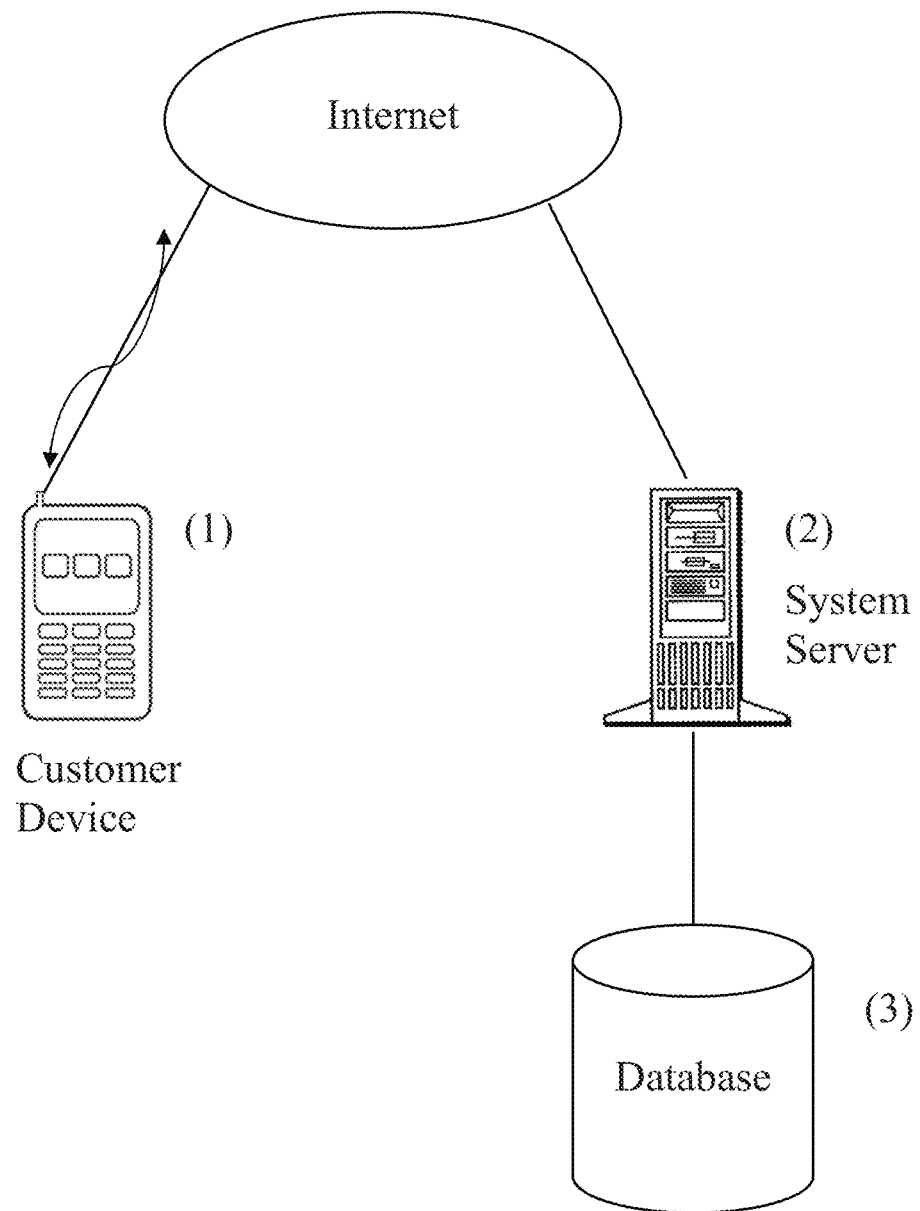 Internet
(1)
(2)
System
Server
Customer
Device
(3)
Database